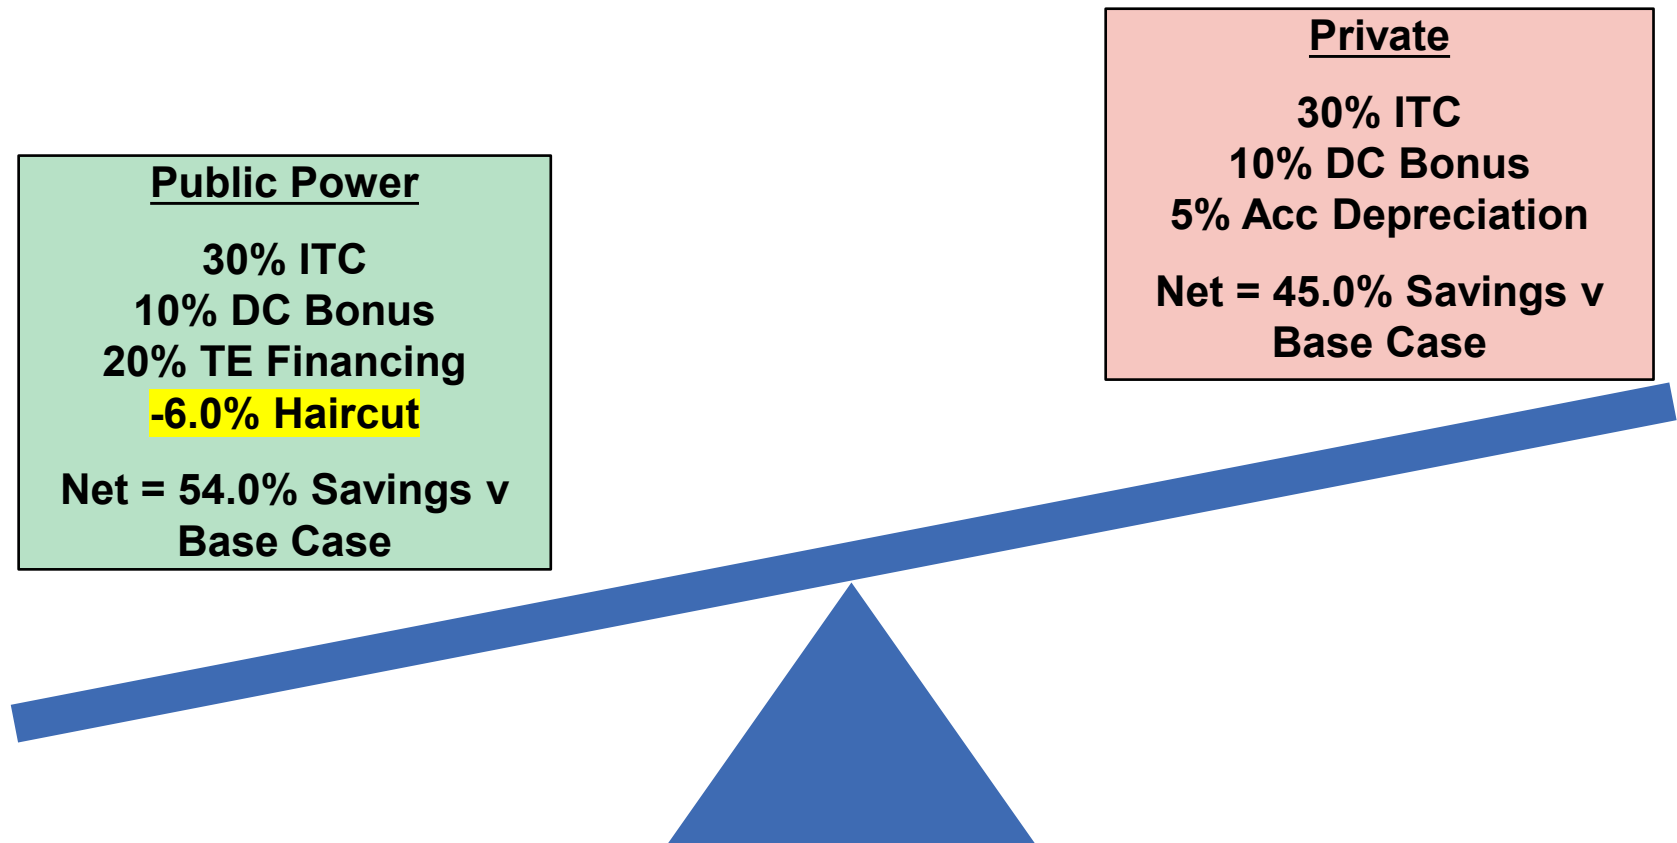 Public Power
30% ITC
10% DC Bonus
20% TE Financing
-6.0% Haircut
Net = 54.0% Savings v
Base Case
Private
30% ITC
10% DC Bonus
5% Acc Depreciation
Net = 45.0% Savings v
Base Case